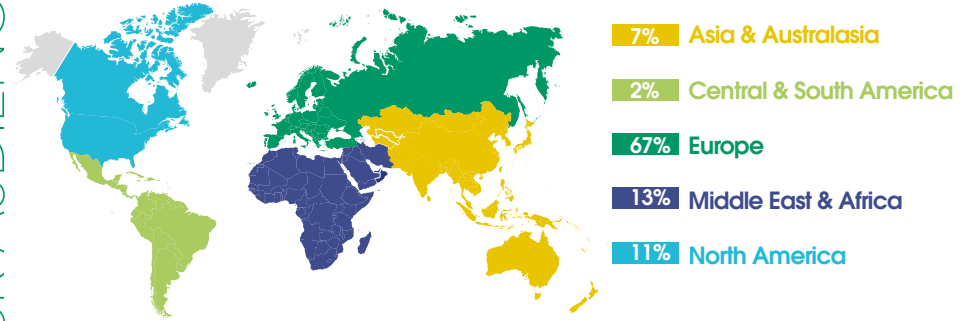 7% Asia & Australasia
2% Central & South America
67% Europe
13% Middle East & Africa
11% North America